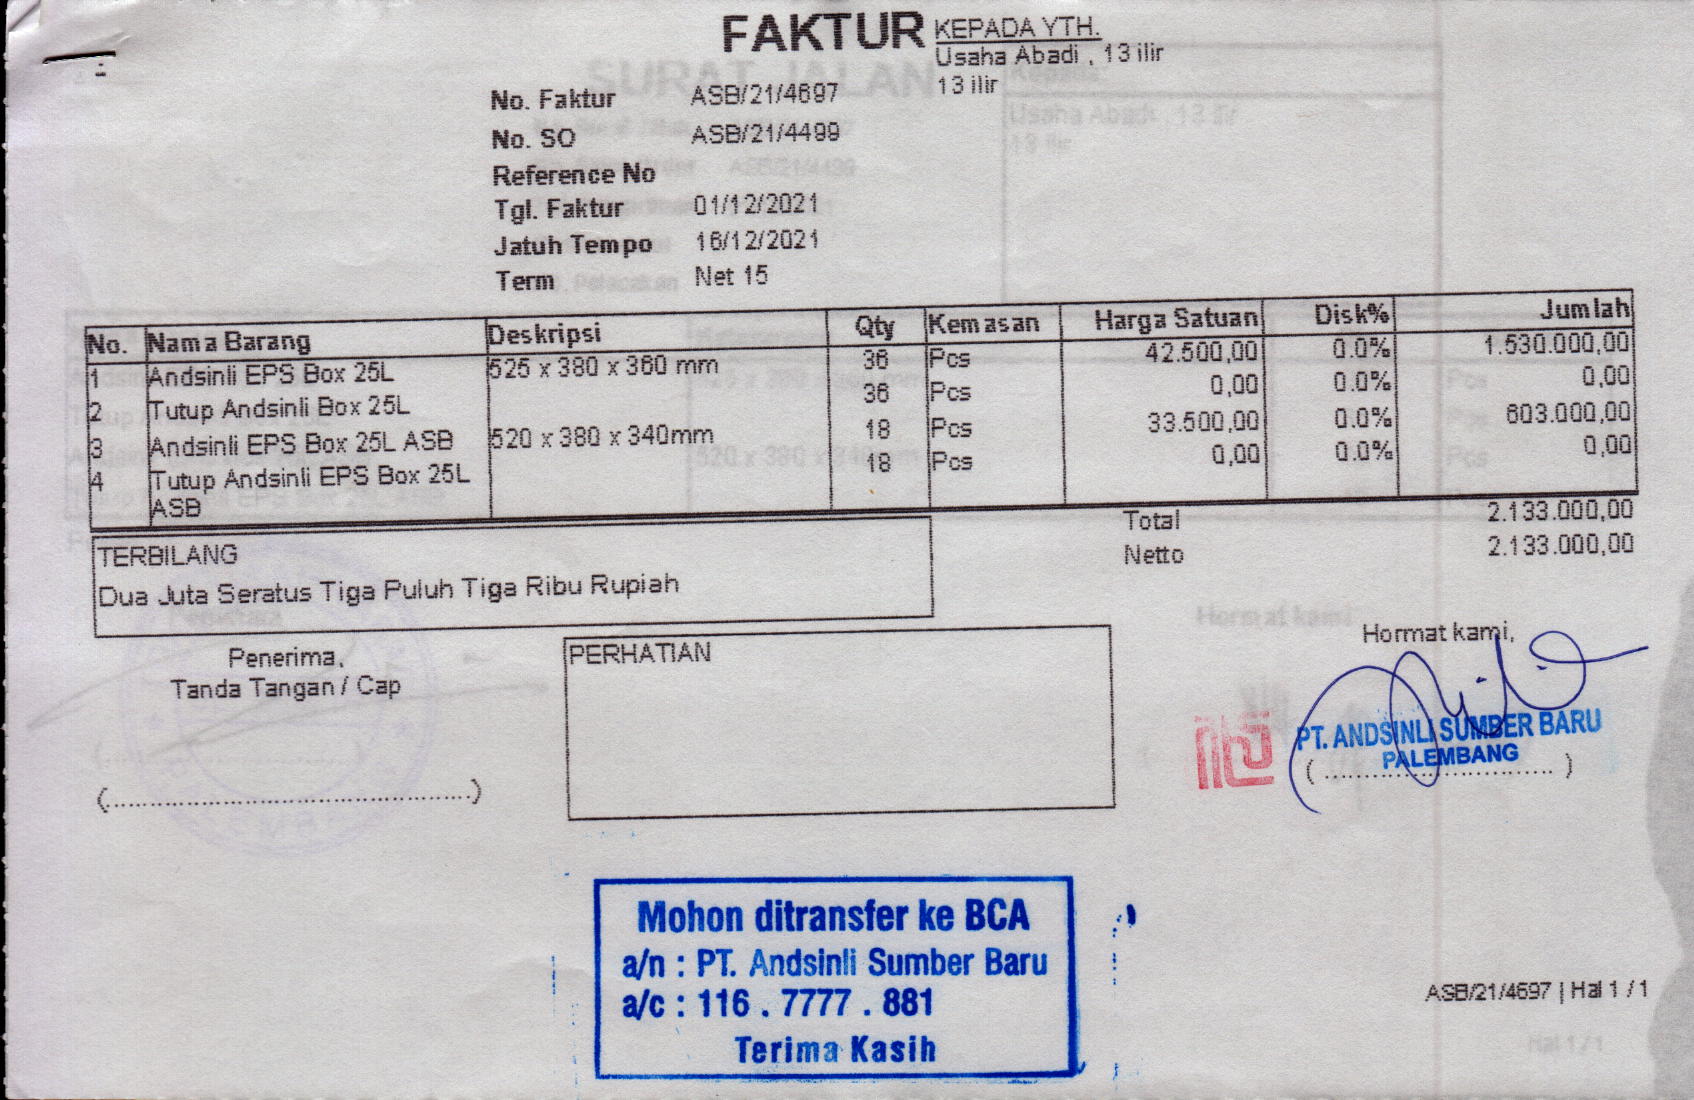 FAKTUR
KEPADA YTH.
Usaha Abadi , 13 ilir
13 ilir
No. Faktur ASB/21/4697
No. SO ASB/21/4499
Reference No
Tgl. Faktur 01/12/2021
Jatuh Tempo 16/12/2021
Term Net 15
No. Nama Barang Deskripsi Qty Kemasan Harga Satuan Disk% Jumlah
1 Andsinli EPS Box 25L 525 x 380 x 360 mm 36 Pcs 42.500,00 0.0% 1.530.000,00
2 Tutup Andsinli Box 25L 36 Pcs 0,00 0.0% 0,00
3 Andsinli EPS Box 25L ASB 520 x 380 x 340mm 18 Pcs 33.500,00 0.0% 603.000,00
4 Tutup Andsinli EPS Box 25L 18 Pcs 0,00 0.0% 0,00
ASB
Total 2.133.000,00
Netto 2.133.000,00
TERBILANG
Dua Juta Seratus Tiga Puluh Tiga Ribu Rupiah
Penerima,
Tanda Tangan / Cap
PERHATIAN
Hormat kami,
PT. ANDSINLI SUMBER BARU
PALEMBANG
Mohon ditransfer ke BCA
a/n : PT. Andsinli Sumber Baru
a/c : 116 . 7777 . 881
Terima Kasih
ASB/21/4697 | Hal 1 / 1